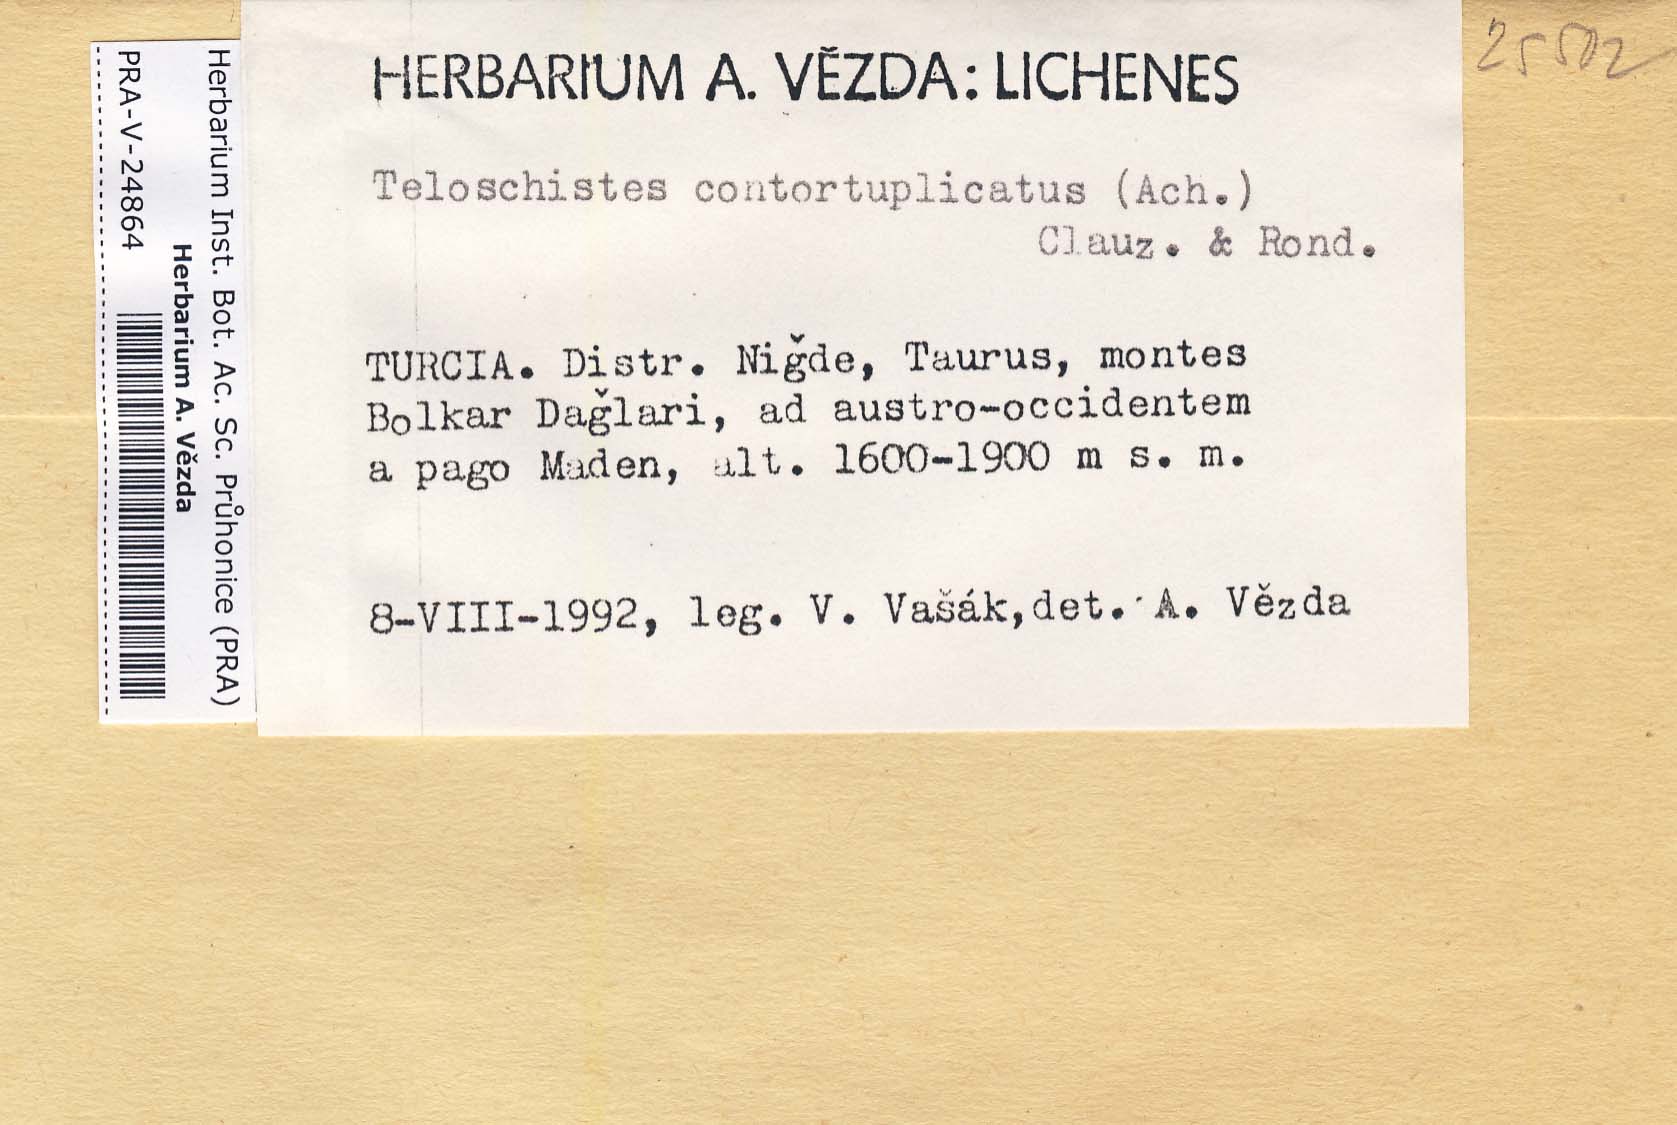 HERBARIUM A. VĚZDA: LICHENES
Teloschistes contortuplicatus (Ach.)
Clauz. & Rond.
TURCIA. Distr. Niğde, Taurus, montes
Bolkar Dağlari, ad austro-occidentem
a pago Maden, alt. 1600-1900 m s. m.
8-VIII-1992, leg. V. Vašák, det. A. Vězda
Herbarium Inst. Bot. Ac. Sc. Průhonice (PRA)
Herbarium A. Vězda
PRA-V-24864
25502